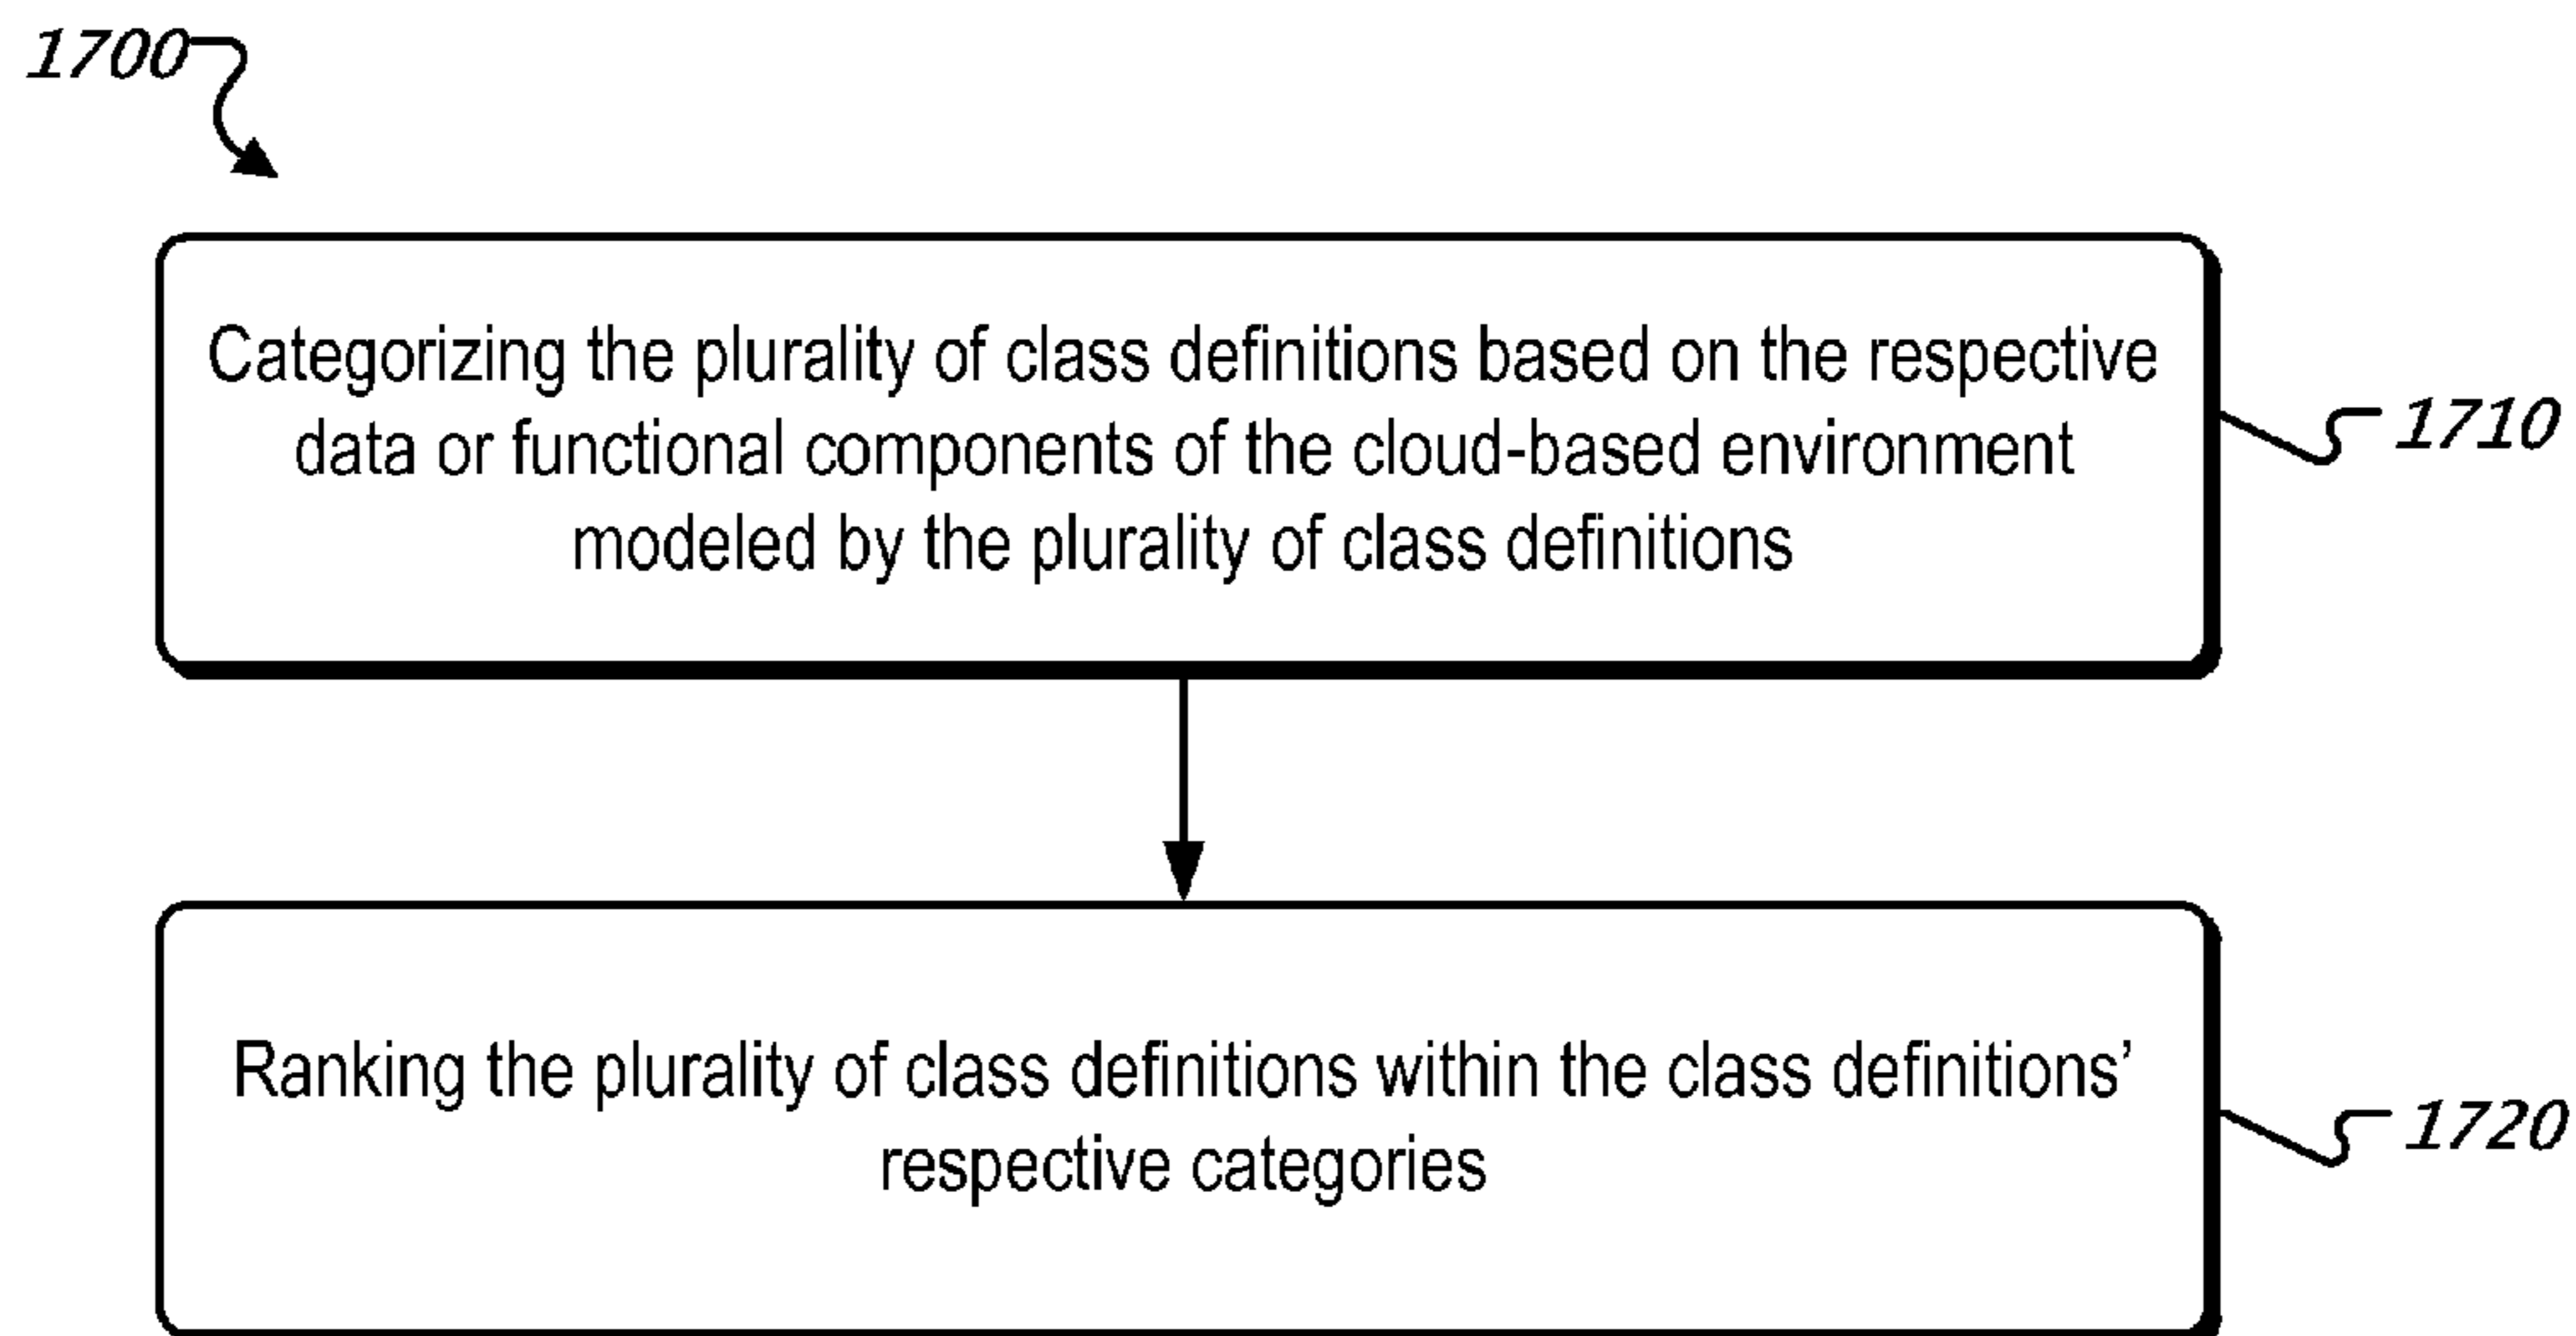 1700
Categorizing the plurality of class definitions based on the respective
data or functional components of the cloud-based environment
modeled by the plurality of class definitions
1710
Ranking the plurality of class definitions within the class definitions’
respective categories
1720